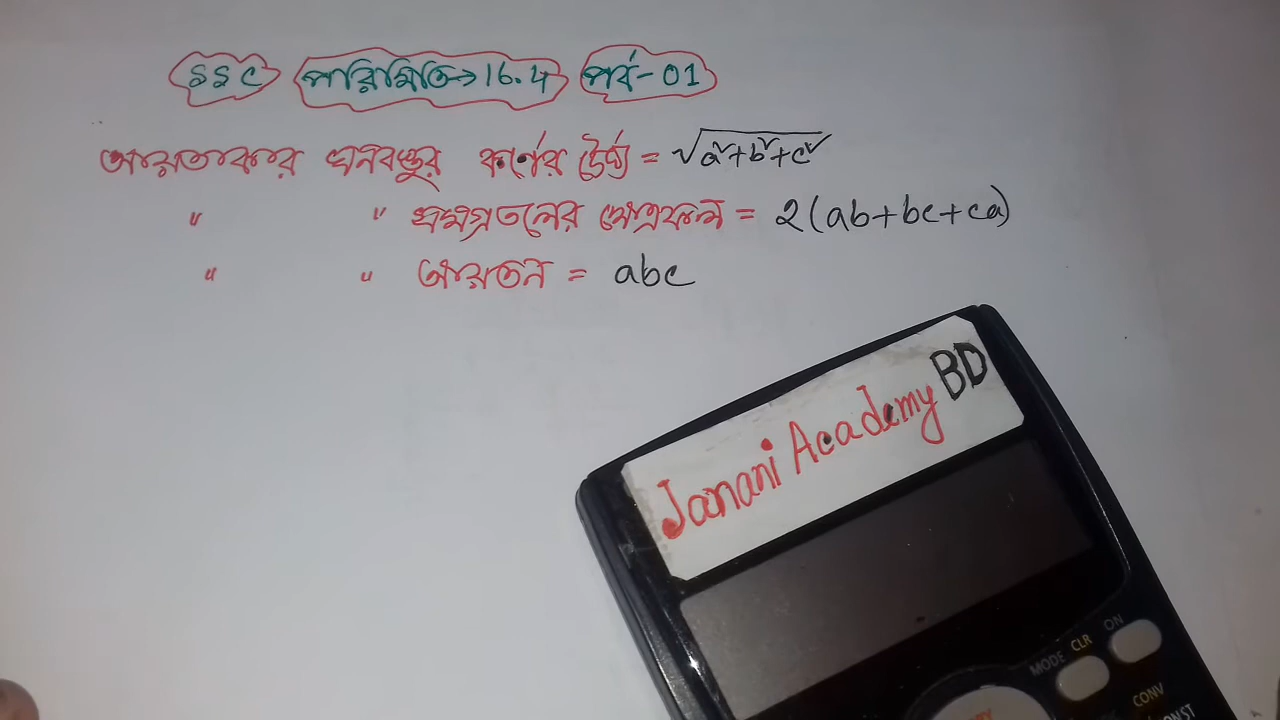 SSC পরিমিতি→16.4 পর্ব-01
আয়তাকার ঘনবস্তুর কর্ণের দৈর্ঘ্য = √a²+b²+c²
" " সমগ্রতলের ক্ষেত্রফল = 2(ab+bc+ca)
" " আয়তন = abc
Janani Academy BD
MODE CLR ON
CONV